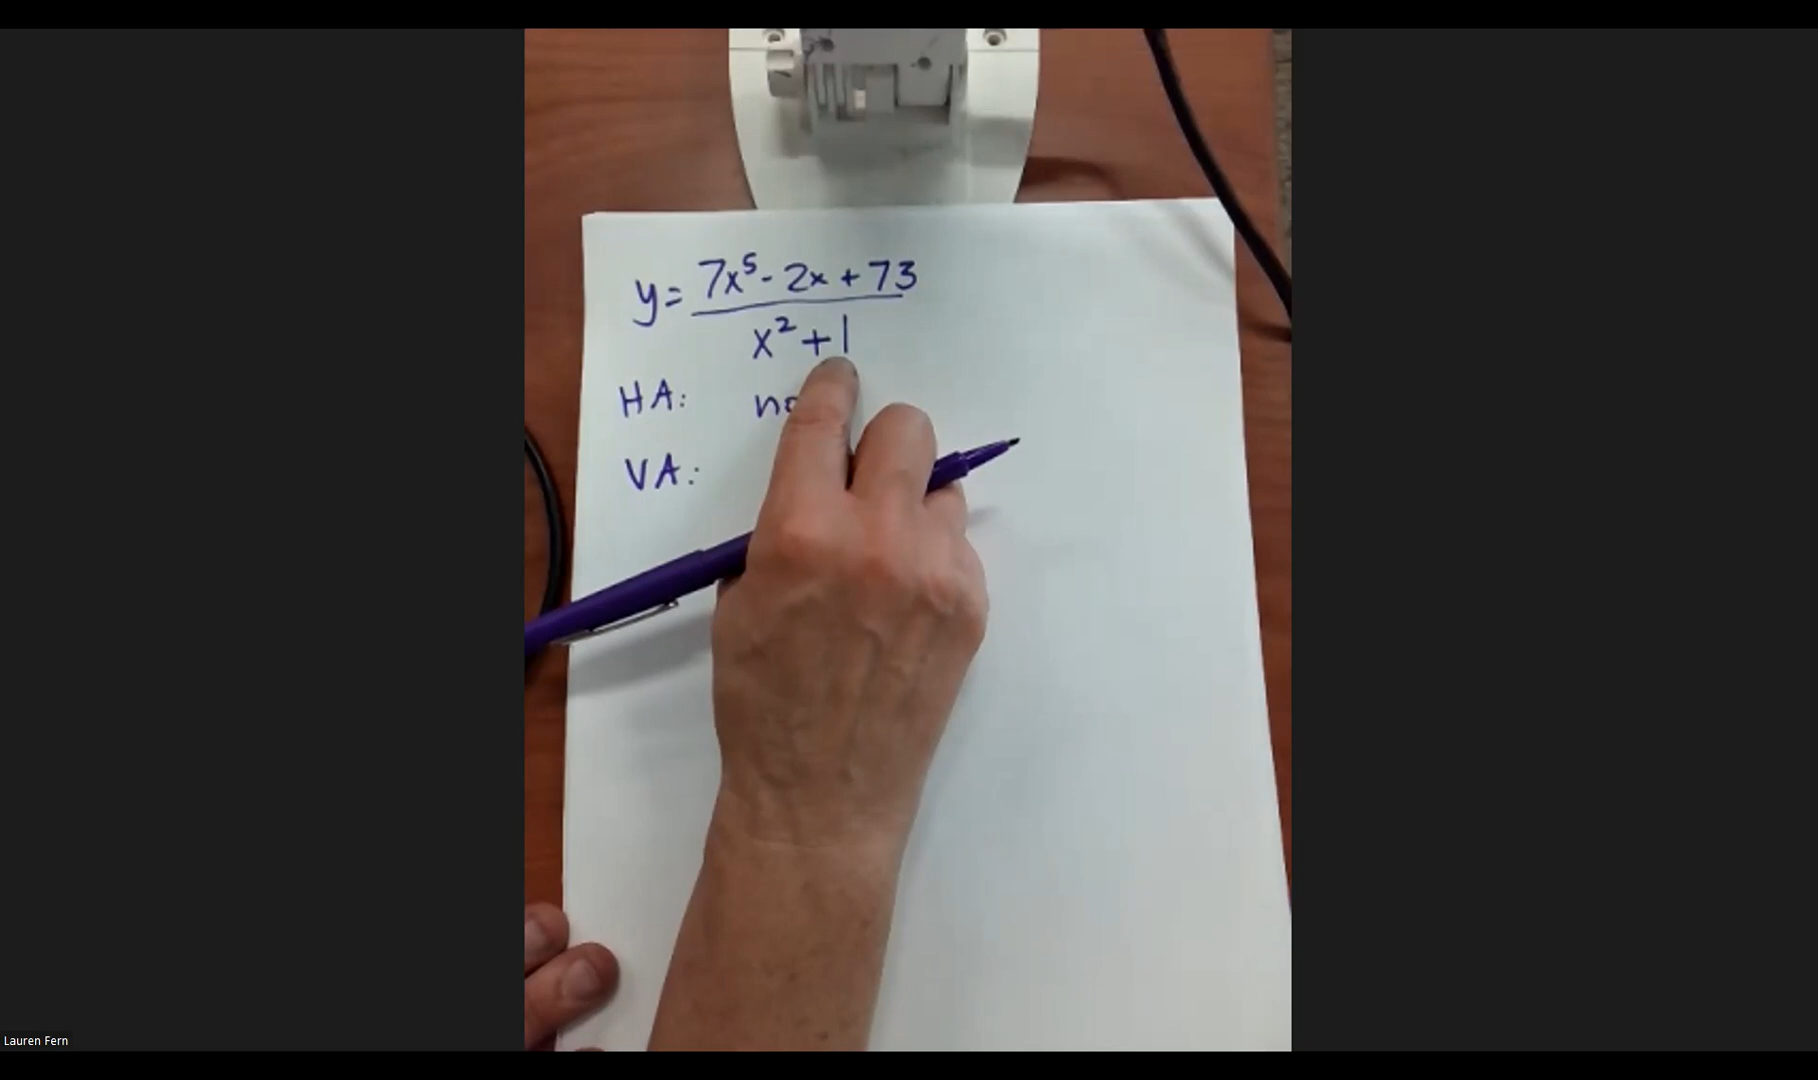 y = 7x⁵ - 2x + 73
x² + 1
HA:
VA:
Lauren Fern